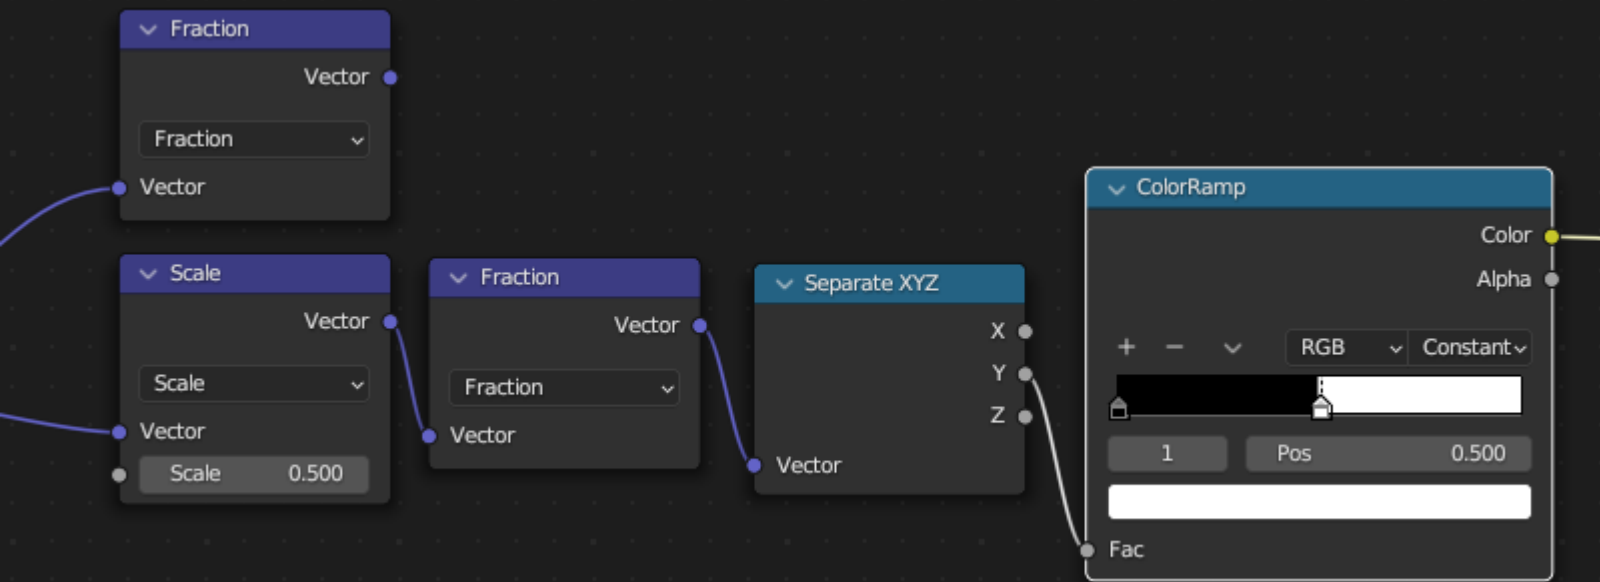 Fraction
Vector
Fraction
Vector
Scale
Vector
Scale
Vector
Scale 0.500
Fraction
Vector
Fraction
Vector
Separate XYZ
X
Y
Z
Vector
ColorRamp
Color
Alpha
+ − RGB Constant
1 Pos 0.500
Fac